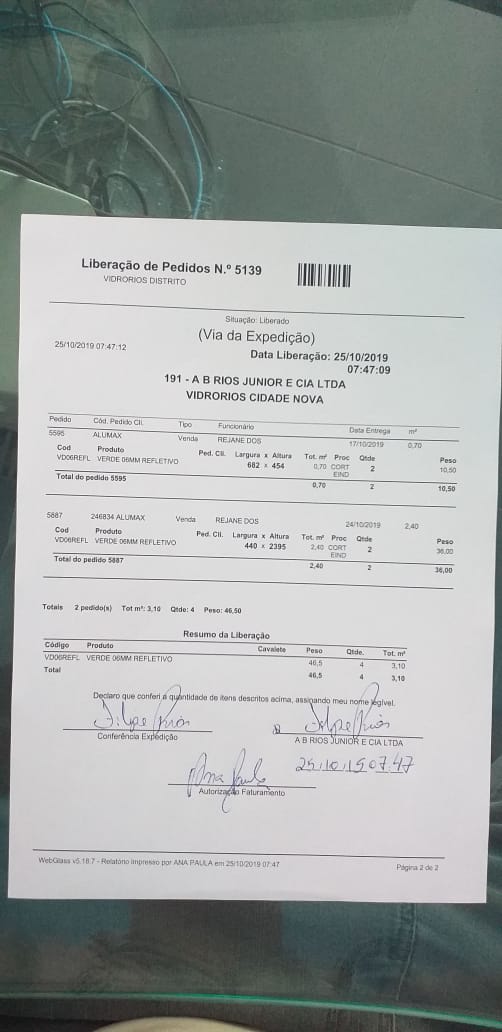 Liberação de Pedidos N.º 5139
VIDRORIOS DISTRITO
Situação: Liberado
(Via da Expedição)
25/10/2019 07:47:12
Data Liberação: 25/10/2019
07:47:09
191 - A B RIOS JUNIOR E CIA LTDA
VIDRORIOS CIDADE NOVA
Pedido Cód. Pedido Cli. Tipo Funcionário Data Entrega m²
5595 ALUMAX Venda REJANE DOS 17/10/2019 0,70
Cod Produto Ped. Cli. Largura x Altura Tot. m² Proc Qtde Peso
VD06REFL VERDE 06MM REFLETIVO 682 x 454 0,70 CORT 2 10,50
EIND
Total do pedido 5595 0,70 2 10,50
5887 246834 ALUMAX Venda REJANE DOS 24/10/2019 2,40
Cod Produto Ped. Cli. Largura x Altura Tot. m² Proc Qtde Peso
VD06REFL VERDE 06MM REFLETIVO 440 x 2395 2,40 CORT 2 36,00
EIND
Total do pedido 5887 2,40 2 36,00
Totais 2 pedido(s) Tot m²: 3,10 Qtde: 4 Peso: 46,50
Resumo da Liberação
Código Produto Cavalete Peso Qtde. Tot. m²
VD06REFL VERDE 06MM REFLETIVO 46,5 4 3,10
Total 46,5 4 3,10
Declaro que conferi a quantidade de itens descritos acima, assinando meu nome legível.
Filipe Rios Filipe Rios
Conferência Expedição A B RIOS JUNIOR E CIA LTDA
Ana Paula 25/10/19 07:47
Autorização Faturamento
WebGlass v5.18.7 - Relatório impresso por ANA PAULA em 25/10/2019 07:47 Página 2 de 2